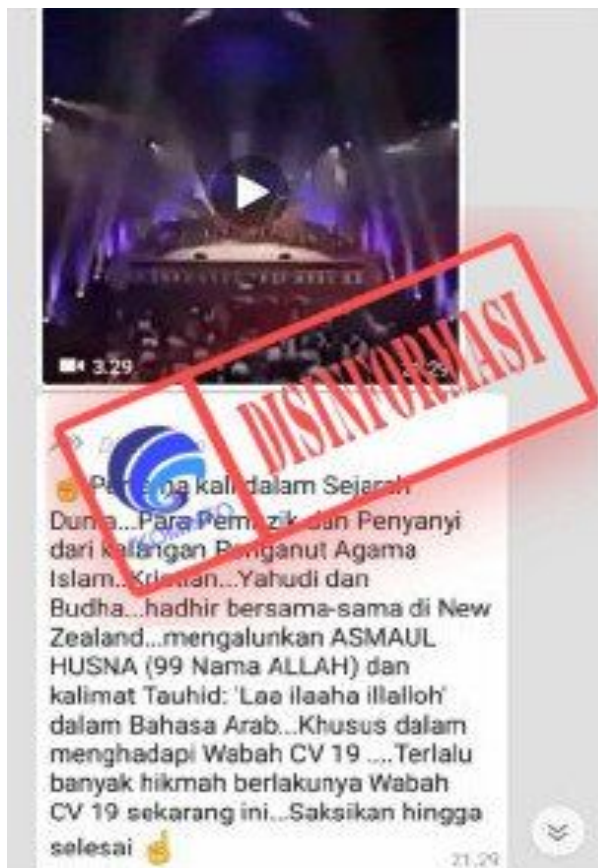 3.29
DISINFORMASI
kali dalam Sejarah
Dunia...Para Pemuzik dan Penyanyi
dari kalangan Penganut Agama
Islam..Kristian...Yahudi dan
Budha...hadhir bersama-sama di New
Zealand...mengalunkan ASMAUL
HUSNA (99 Nama ALLAH) dan
kalimat Tauhid: 'Laa ilaaha illalloh'
dalam Bahasa Arab...Khusus dalam
menghadapi Wabah CV 19 ....Terlalu
banyak hikmah berlakunya Wabah
CV 19 sekarang ini...Saksikan hingga
selesai
21.29